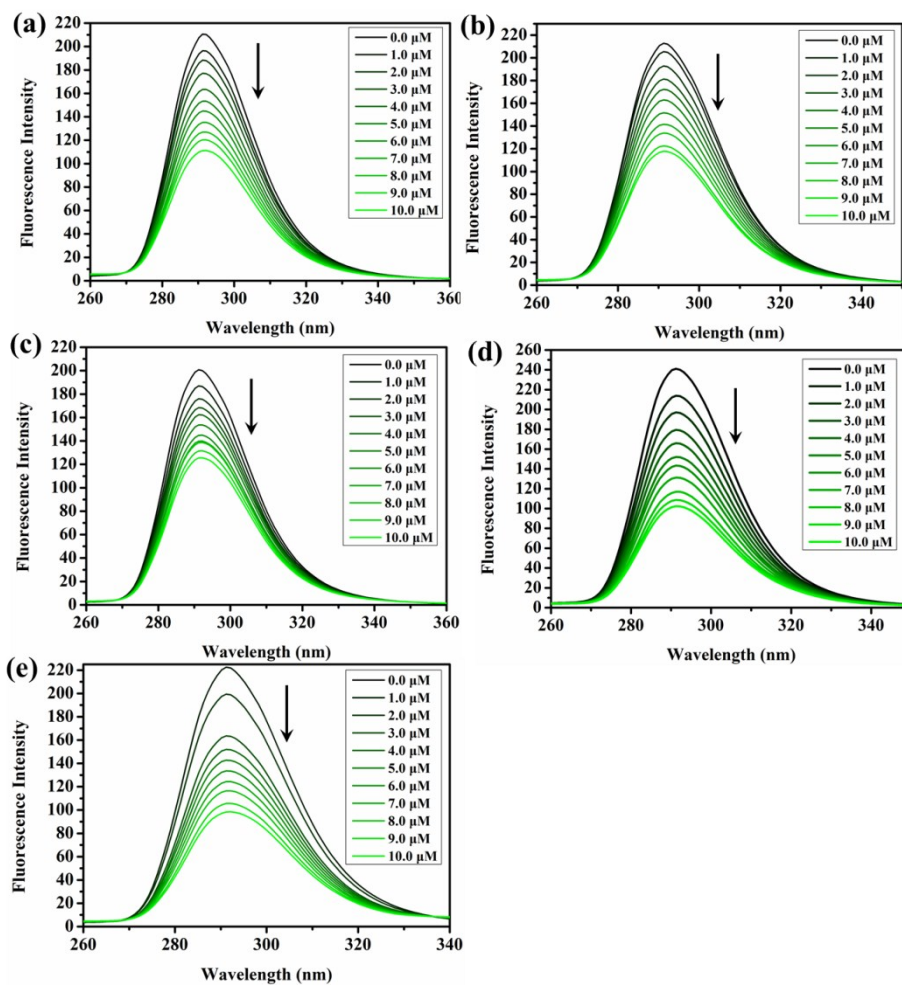 (a)
220
200
180
160
140
120
100
80
60
40
20
0
Fluorescence Intensity
260 280 300 320 340 360
Wavelength (nm)
0.0 µM
1.0 µM
2.0 µM
3.0 µM
4.0 µM
5.0 µM
6.0 µM
7.0 µM
8.0 µM
9.0 µM
10.0 µM
(b)
220
200
180
160
140
120
100
80
60
40
20
0
Fluorescence Intensity
260 280 300 320 340
Wavelength (nm)
0.0 µM
1.0 µM
2.0 µM
3.0 µM
4.0 µM
5.0 µM
6.0 µM
7.0 µM
8.0 µM
9.0 µM
10.0 µM
(c)
220
200
180
160
140
120
100
80
60
40
20
0
Fluorescence Intensity
260 280 300 320 340 360
Wavelength (nm)
0.0 µM
1.0 µM
2.0 µM
3.0 µM
4.0 µM
5.0 µM
6.0 µM
7.0 µM
8.0 µM
9.0 µM
10.0 µM
(d)
260
240
220
200
180
160
140
120
100
80
60
40
20
0
Fluorescence Intensity
260 280 300 320 340
Wavelength (nm)
0.0 µM
1.0 µM
2.0 µM
3.0 µM
4.0 µM
5.0 µM
6.0 µM
7.0 µM
8.0 µM
9.0 µM
10.0 µM
(e)
220
200
180
160
140
120
100
80
60
40
20
0
Fluorescence Intensity
260 280 300 320 340
Wavelength (nm)
0.0 µM
1.0 µM
2.0 µM
3.0 µM
4.0 µM
5.0 µM
6.0 µM
7.0 µM
8.0 µM
9.0 µM
10.0 µM